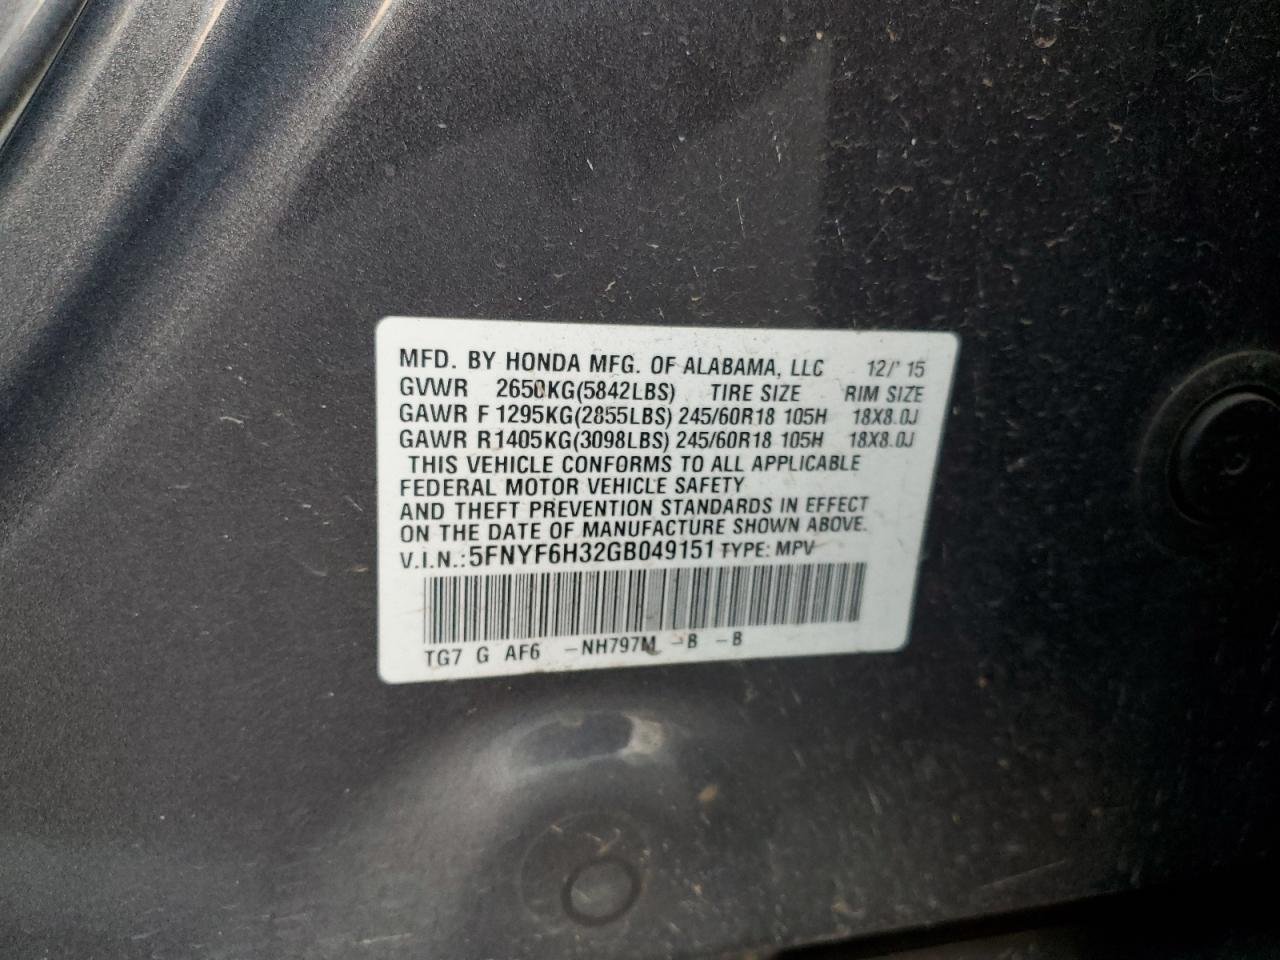 MFD. BY HONDA MFG. OF ALABAMA, LLC 12/'15
GVWR 2650KG(5842LBS) TIRE SIZE RIM SIZE
GAWR F 1295KG(2855LBS) 245/60R18 105H 18X8.0J
GAWR R1405KG(3098LBS) 245/60R18 105H 18X8.0J
THIS VEHICLE CONFORMS TO ALL APPLICABLE
FEDERAL MOTOR VEHICLE SAFETY
AND THEFT PREVENTION STANDARDS IN EFFECT
ON THE DATE OF MANUFACTURE SHOWN ABOVE.
V.I.N.: 5FNYF6H32GB049151 TYPE: MPV
TG7 G AF6 -NH797M -B -B